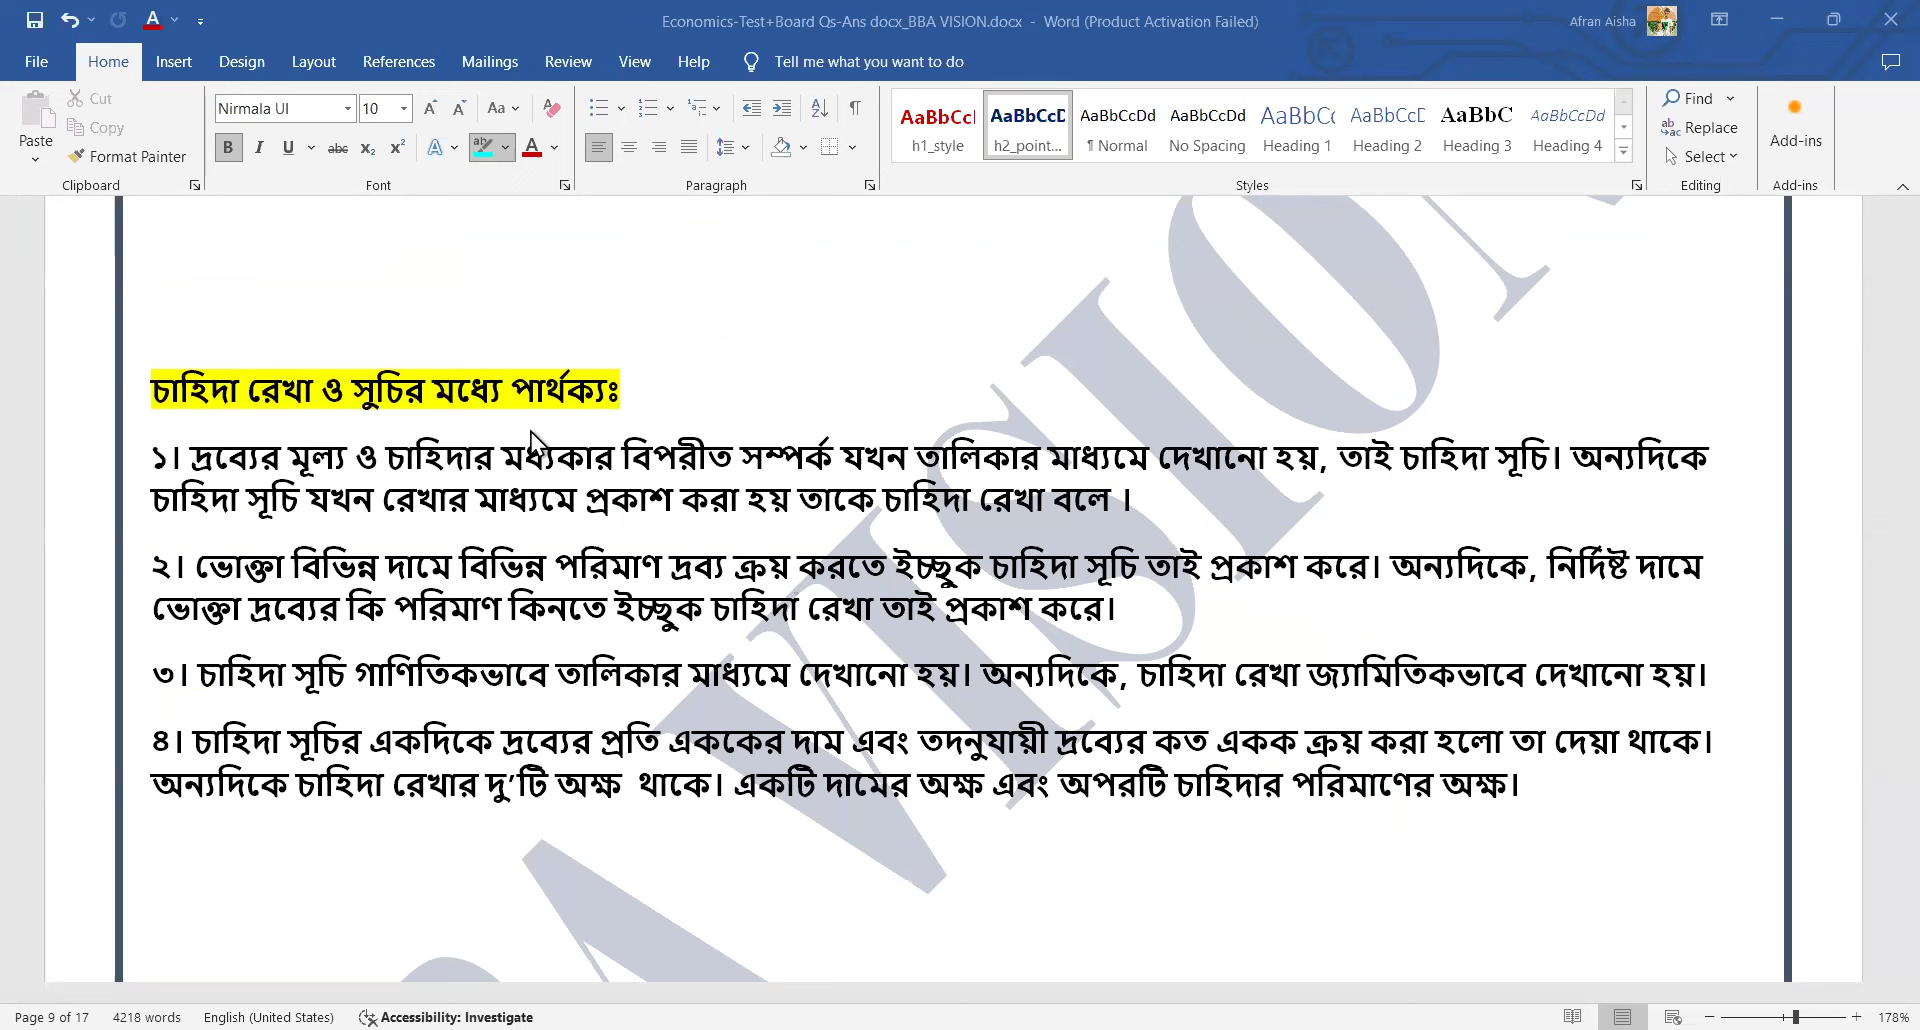 Economics-Test+Board Qs-Ans docx_BBA VISION.docx - Word (Product Activation Failed)
Afran Aisha
File Home Insert Design Layout References Mailings Review View Help Tell me what you want to do
Paste
Cut
Copy
Format Painter
Nirmala UI 10
AaBbCcl AaBbCcD AaBbCcDd AaBbCcDd AaBbCc AaBbCcD AaBbC AaBbCcDd
h1_style h2_point... ¶ Normal No Spacing Heading 1 Heading 2 Heading 3 Heading 4
Find
Replace
Select
Add-ins
Clipboard Font Paragraph Styles Editing Add-ins
চাহিদা রেখা ও সুচির মধ্যে পার্থক্যঃ
১। দ্রব্যের মূল্য ও চাহিদার মধ্যকার বিপরীত সম্পর্ক যখন তালিকার মাধ্যমে দেখানো হয়, তাই চাহিদা সূচি। অন্যদিকে
চাহিদা সূচি যখন রেখার মাধ্যমে প্রকাশ করা হয় তাকে চাহিদা রেখা বলে ।
২। ভোক্তা বিভিন্ন দামে বিভিন্ন পরিমাণ দ্রব্য ক্রয় করতে ইচ্ছুক চাহিদা সূচি তাই প্রকাশ করে। অন্যদিকে, নির্দিষ্ট দামে
ভোক্তা দ্রব্যের কি পরিমাণ কিনতে ইচ্ছুক চাহিদা রেখা তাই প্রকাশ করে।
৩। চাহিদা সূচি গাণিতিকভাবে তালিকার মাধ্যমে দেখানো হয়। অন্যদিকে, চাহিদা রেখা জ্যামিতিকভাবে দেখানো হয়।
৪। চাহিদা সূচির একদিকে দ্রব্যের প্রতি এককের দাম এবং তদনুযায়ী দ্রব্যের কত একক ক্রয় করা হলো তা দেয়া থাকে।
অন্যদিকে চাহিদা রেখার দু’টি অক্ষ থাকে। একটি দামের অক্ষ এবং অপরটি চাহিদার পরিমাণের অক্ষ।
A VISION
Page 9 of 17 4218 words English (United States) Accessibility: Investigate 178%